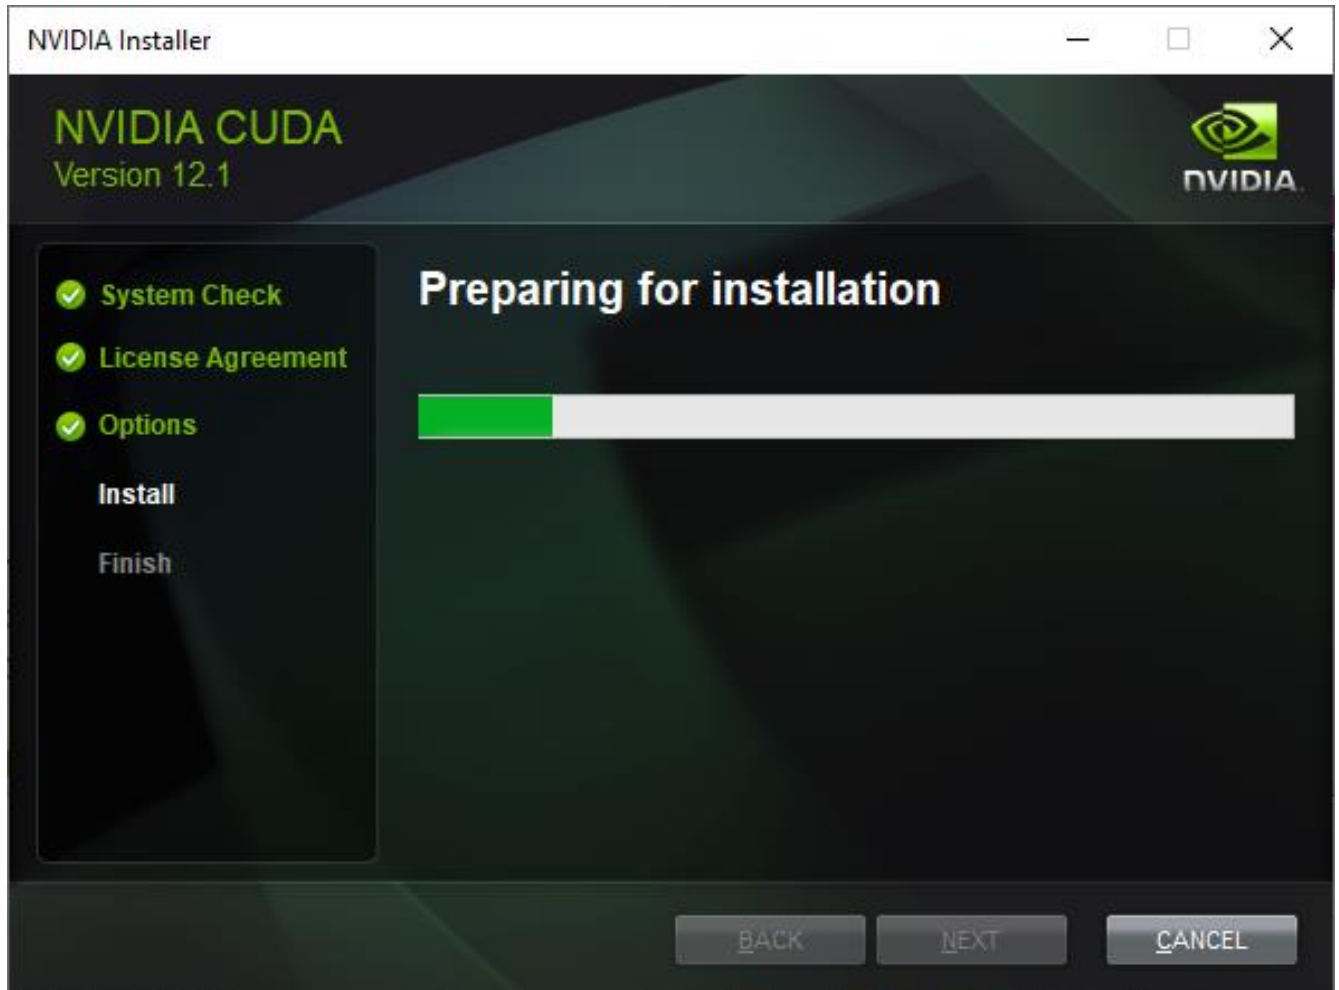 NVIDIA Installer
NVIDIA CUDA
Version 12.1
NVIDIA.
System Check
License Agreement
Options
Install
Finish
Preparing for installation
BACK
NEXT
CANCEL